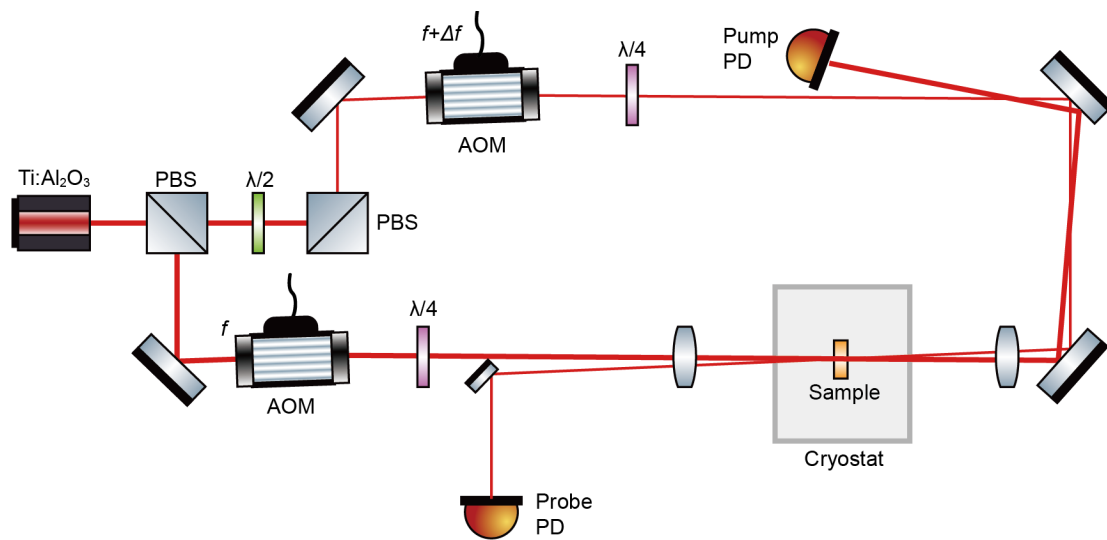 f+Δf
λ/4
Pump
PD
AOM
Ti:Al₂O₃
PBS
λ/2
PBS
f
λ/4
AOM
Sample
Cryostat
Probe
PD